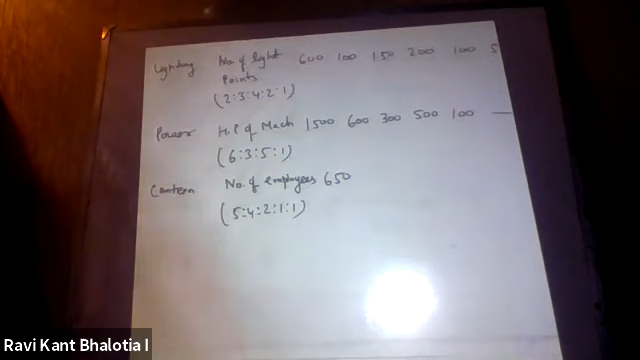 Lighting No. of light 600 100 150 200 100 5
Points
(2:3:4:2:1)
Power H.P of Mach 1500 600 300 500 100 —
(6:3:5:1)
Canteen No. of employees 650
(5:4:2:1:1)
Ravi Kant Bhalotia I